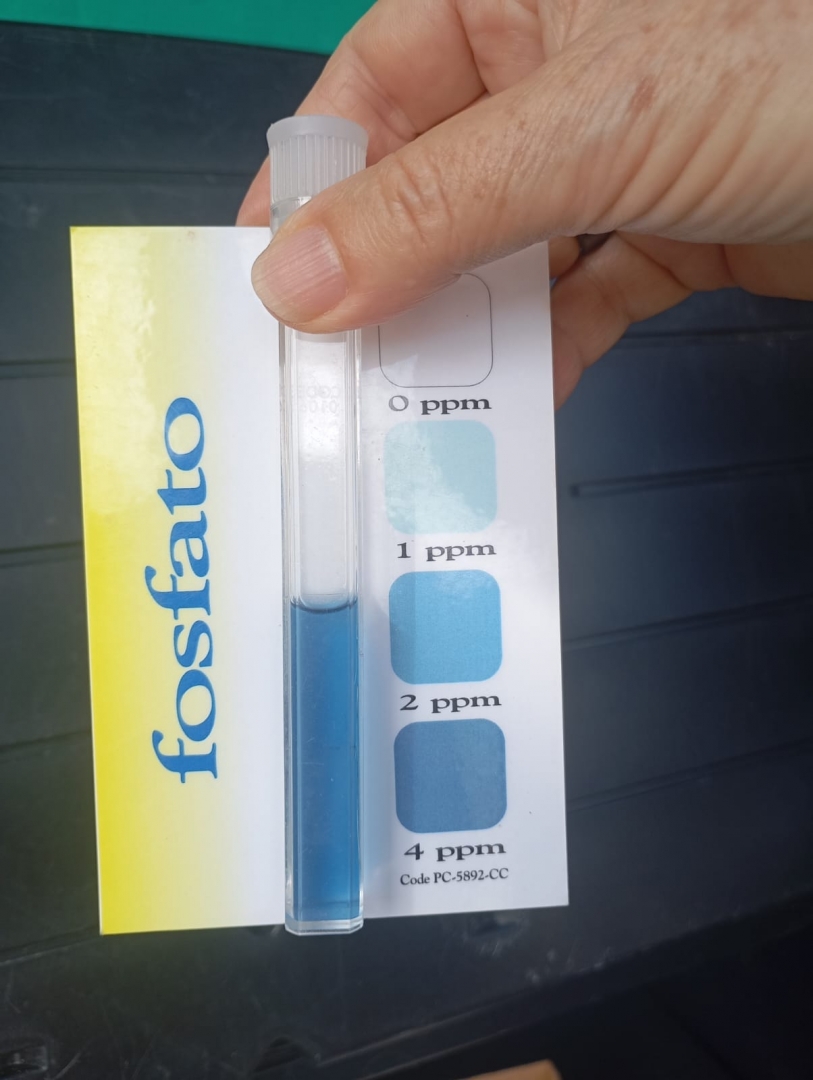 fosfato
0 ppm
1 ppm
2 ppm
4 ppm
Code PC-5892-CC